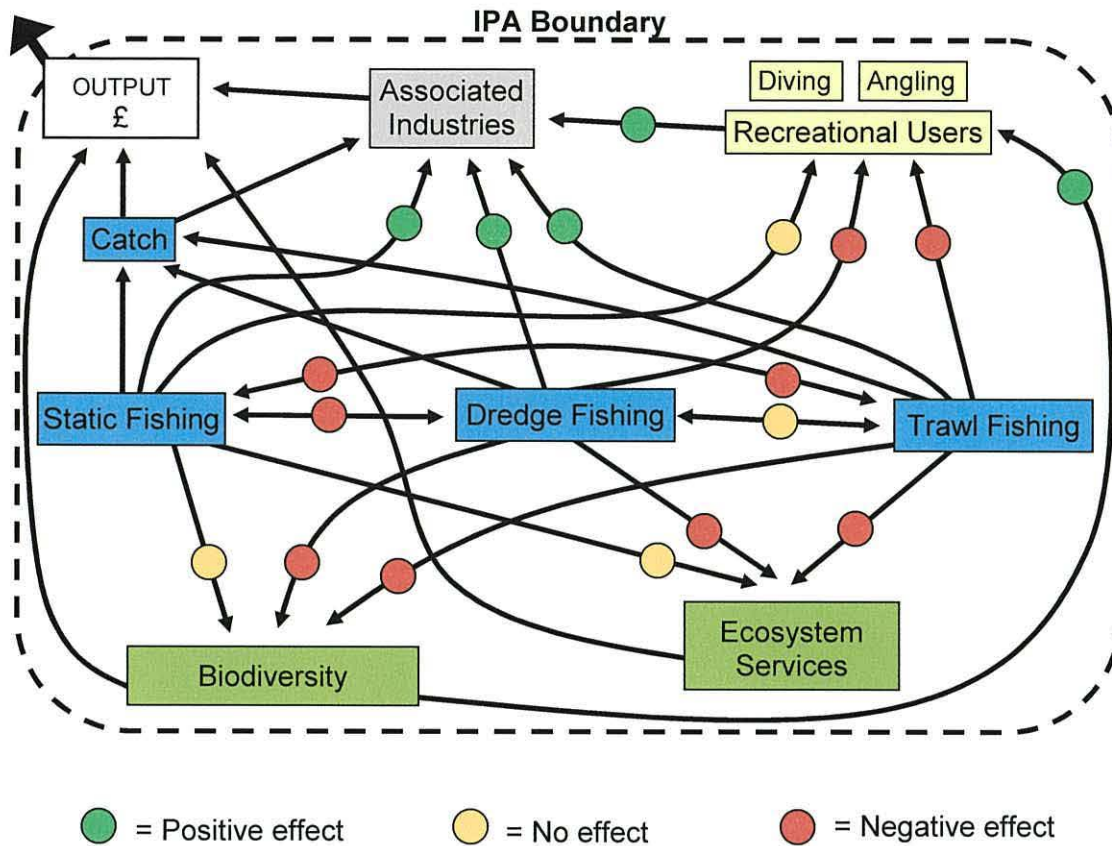 IPA Boundary
OUTPUT
£
Associated
Industries
Diving
Angling
Recreational Users
Catch
Static Fishing
Dredge Fishing
Trawl Fishing
Biodiversity
Ecosystem
Services
= Positive effect
= No effect
= Negative effect